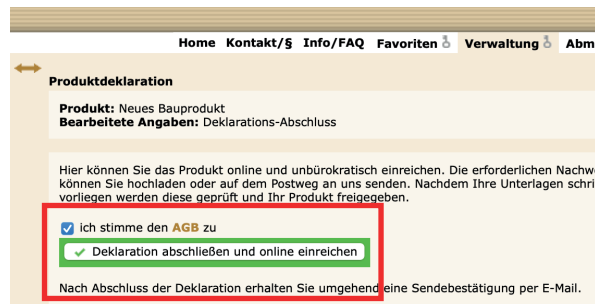 Home Kontakt/§ Info/FAQ Favoriten Verwaltung Abm
Produktdeklaration
Produkt: Neues Bauprodukt
Bearbeitete Angaben: Deklarations-Abschluss
Hier können Sie das Produkt online und unbürokratisch einreichen. Die erforderlichen Nachw
können Sie hochladen oder auf dem Postweg an uns senden. Nachdem Ihre Unterlagen schri
vorliegen werden diese geprüft und Ihr Produkt freigegeben.
ich stimme den AGB zu
Deklaration abschließen und online einreichen
Nach Abschluss der Deklaration erhalten Sie umgehend eine Sendebestätigung per E-Mail.